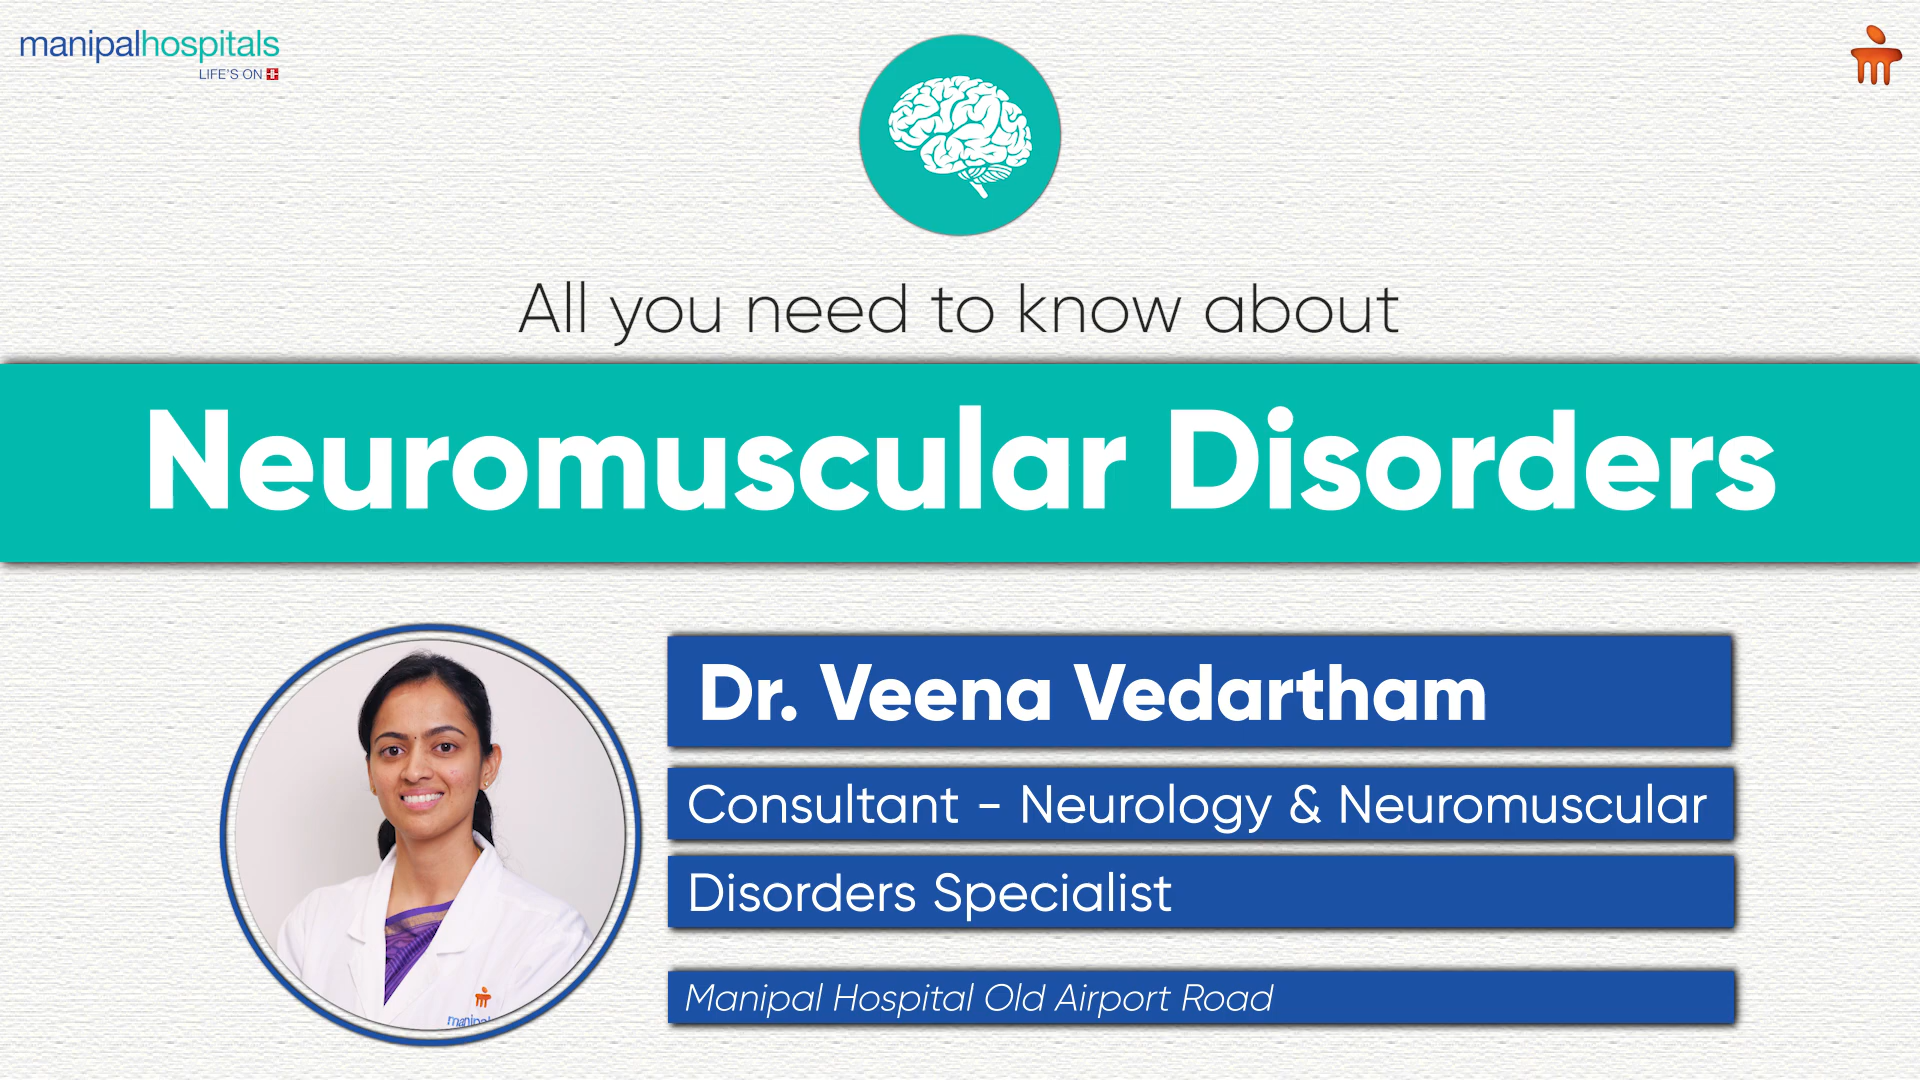 manipalhospitals
LIFE'S ON
All you need to know about
Neuromuscular Disorders
Dr. Veena Vedartham
Consultant - Neurology & Neuromuscular
Disorders Specialist
Manipal Hospital Old Airport Road